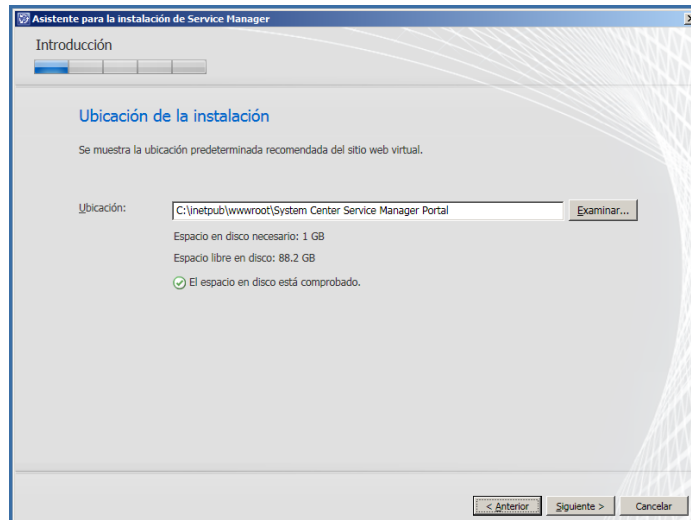 Asistente para la instalación de Service Manager
Introducción
Ubicación de la instalación
Se muestra la ubicación predeterminada recomendada del sitio web virtual.
Ubicación:
C:\inetpub\wwwroot\System Center Service Manager Portal
Examinar...
Espacio en disco necesario: 1 GB
Espacio libre en disco: 88.2 GB
El espacio en disco está comprobado.
< Anterior
Siguiente >
Cancelar